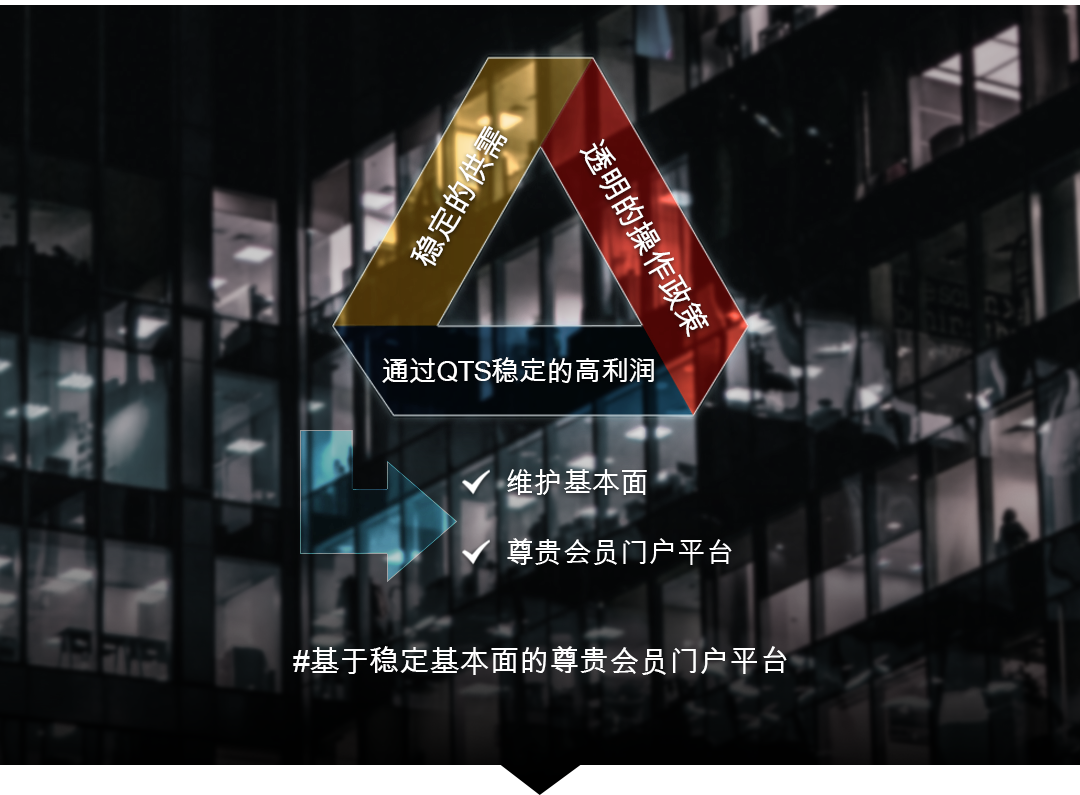 稳定的供需
透明的操作政策
通过QTS稳定的高利润
维护基本面
尊贵会员门户平台
#基于稳定基本面的尊贵会员门户平台